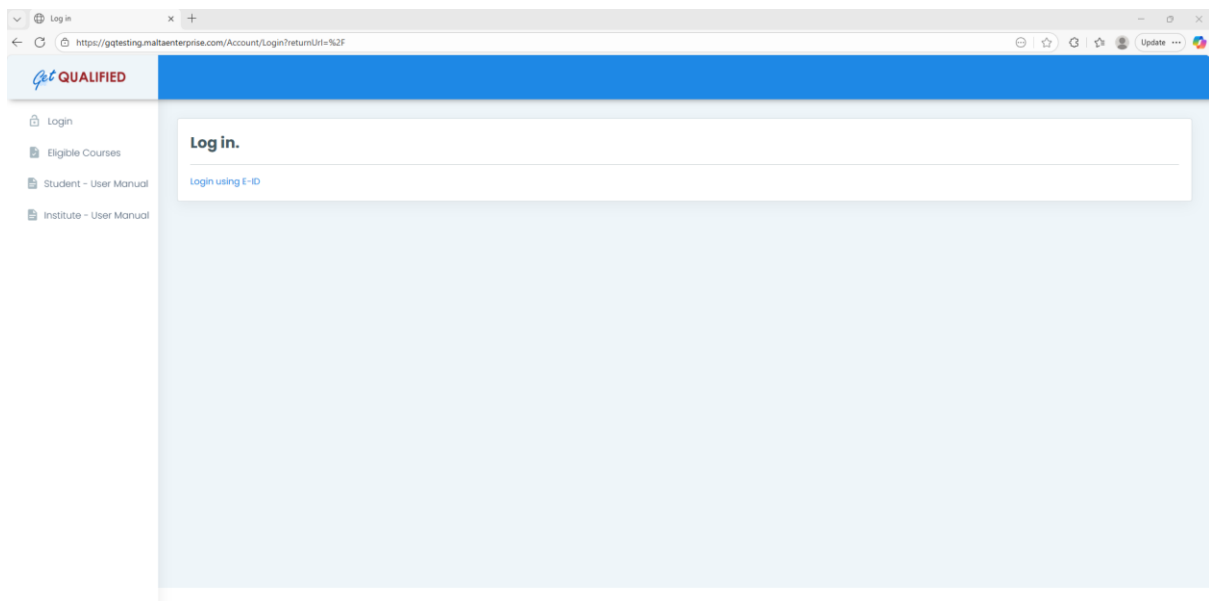 Log in
https://gqtesting.maltaenterprise.com/Account/Login?returnUrl=%2F
Update
Get QUALIFIED
Login
Eligible Courses
Student - User Manual
Institute - User Manual
Log in.
Login using E-ID